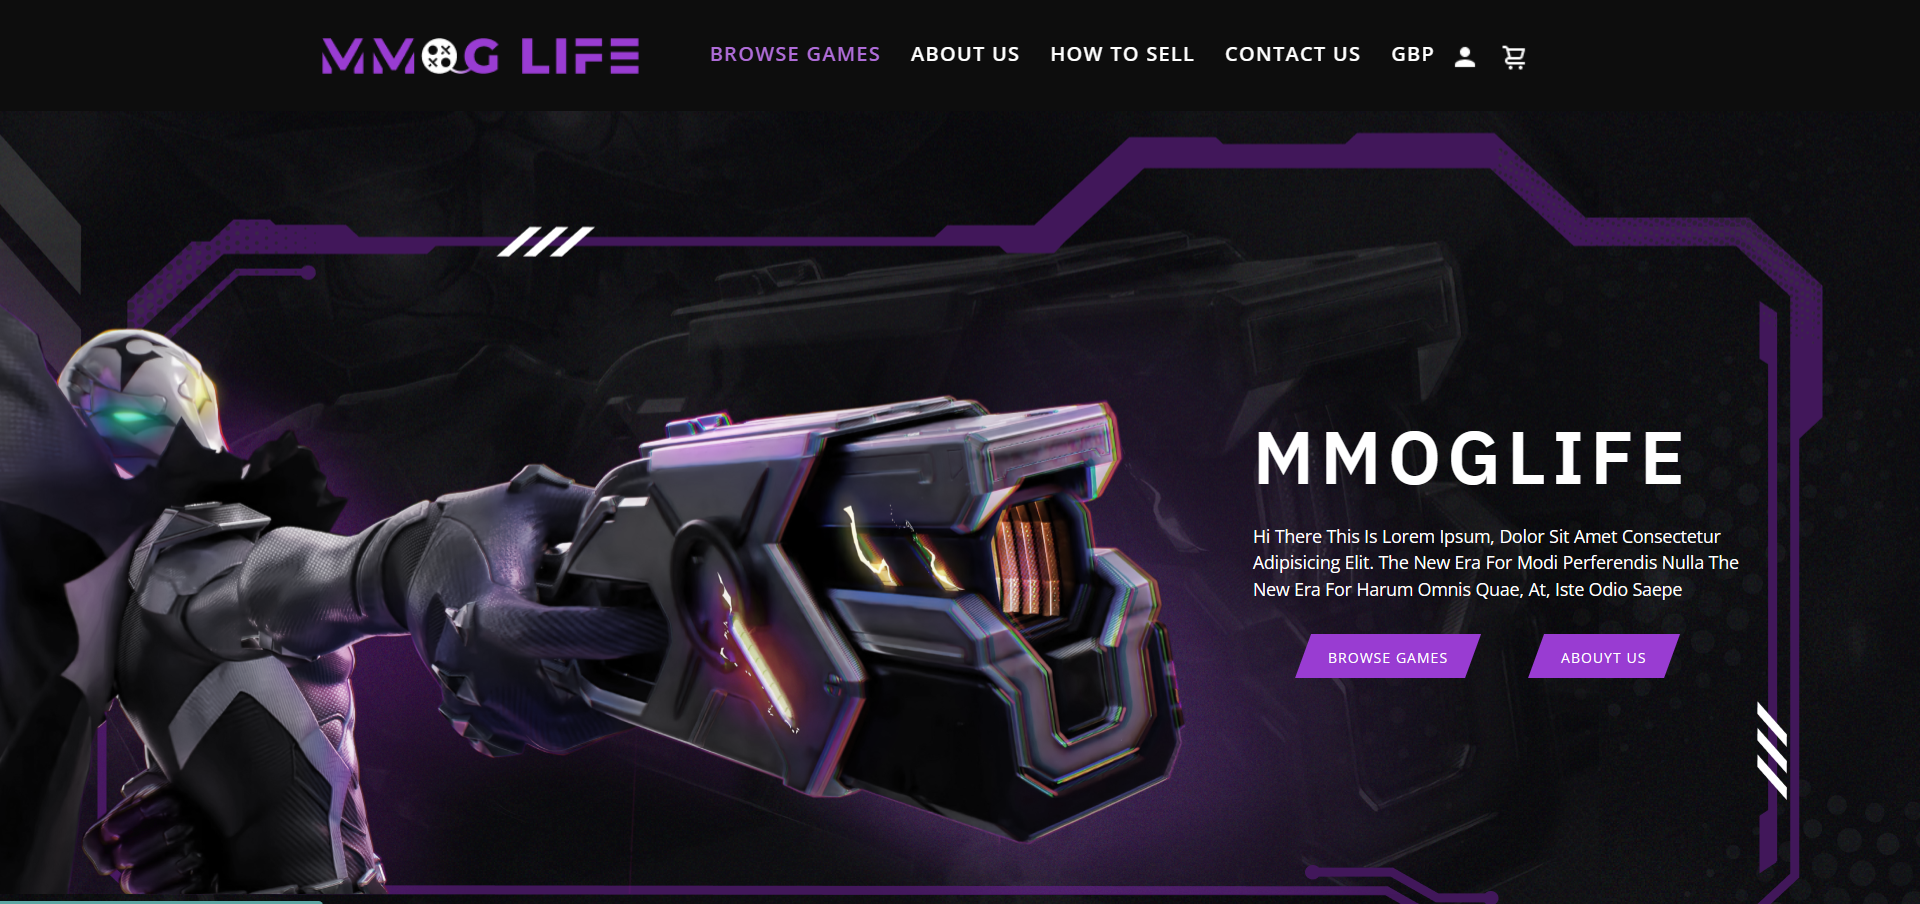 MMOG LIFE
BROWSE GAMES
ABOUT US
HOW TO SELL
CONTACT US
GBP
MMOGLIFE
Hi There This Is Lorem Ipsum, Dolor Sit Amet Consectetur
Adipisicing Elit. The New Era For Modi Perferendis Nulla The
New Era For Harum Omnis Quae, At, Iste Odio Saepe
BROWSE GAMES
ABOUYT US